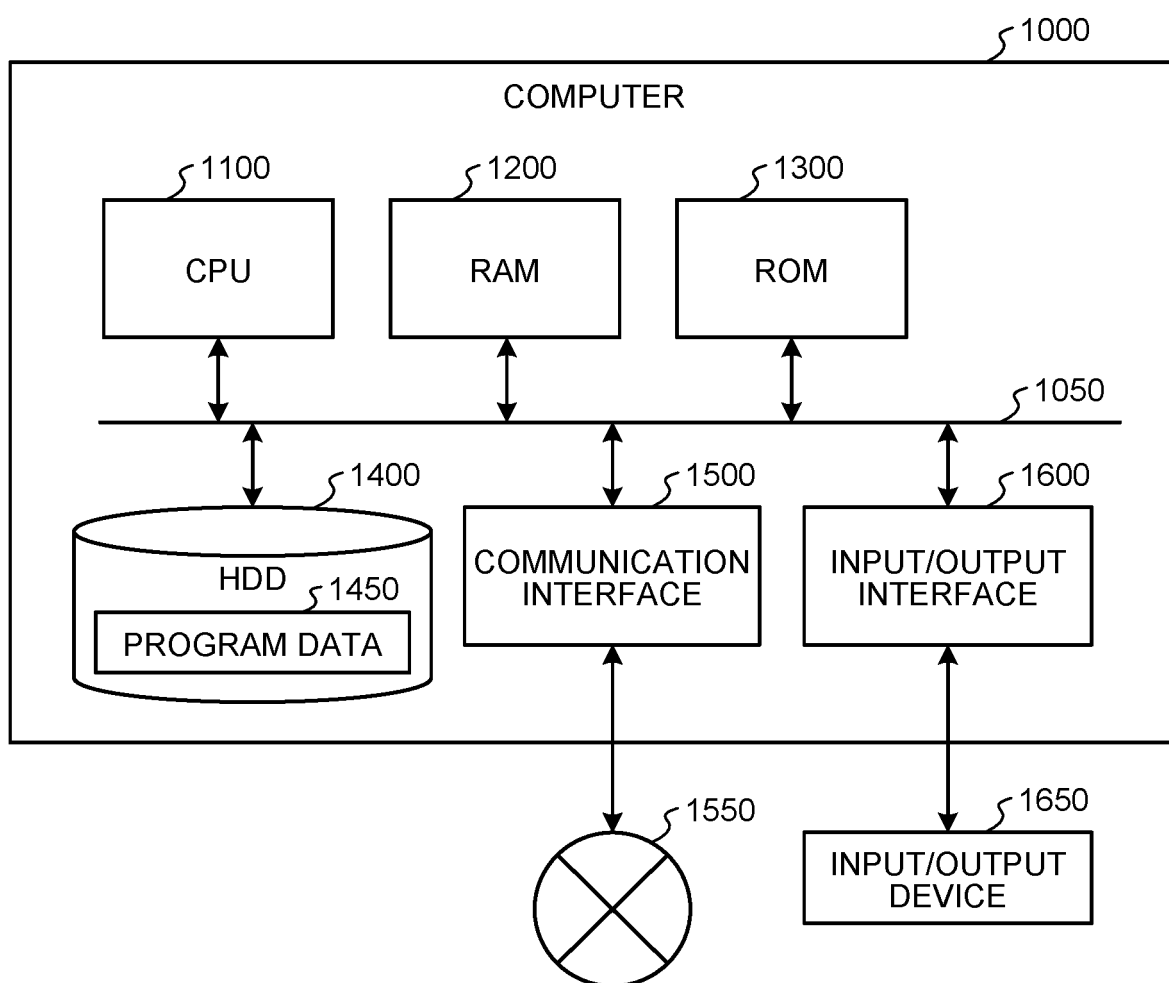 1000
COMPUTER
1100
1200
1300
CPU
RAM
ROM
1050
1400
1500
1600
HDD
1450
PROGRAM DATA
COMMUNICATION
INTERFACE
INPUT/OUTPUT
INTERFACE
1550
1650
INPUT/OUTPUT
DEVICE